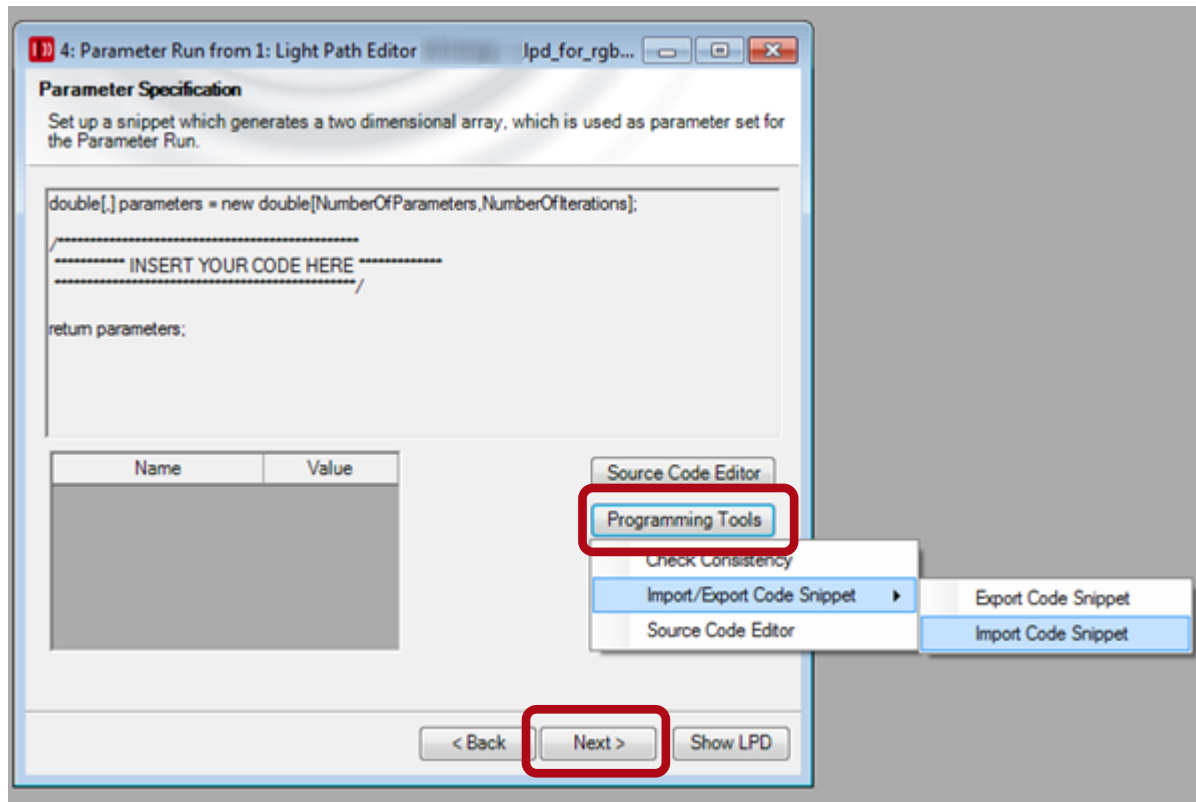 4: Parameter Run from 1: Light Path Editor lpd_for_rgb...
Parameter Specification
Set up a snippet which generates a two dimensional array, which is used as parameter set for
the Parameter Run.
double[,] parameters = new double[NumberOfParameters,NumberOfIterations];
/**************************************************
************ INSERT YOUR CODE HERE **************
***************************************************/
return parameters;
Name Value
Source Code Editor
Programming Tools
Check Consistency
Import/Export Code Snippet
Export Code Snippet
Source Code Editor
Import Code Snippet
< Back Next > Show LPD